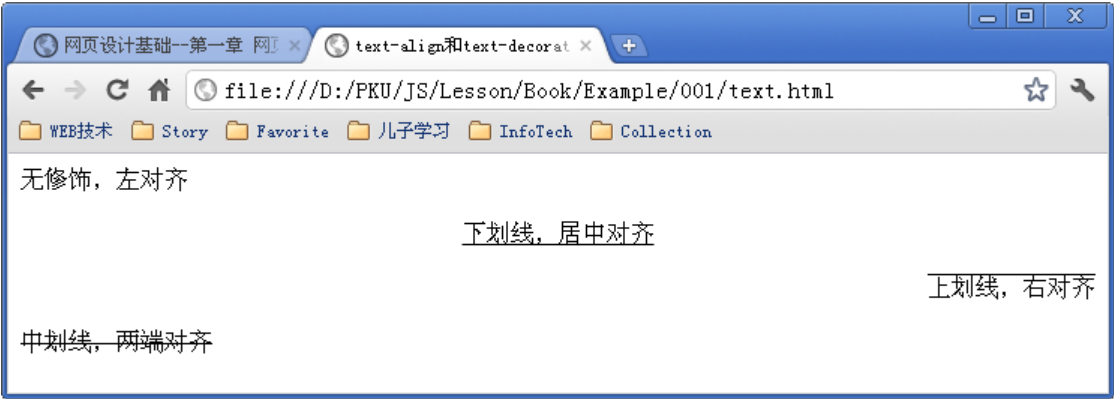 网页设计基础--第一章 网页
text-align和text-decorat
file:///D:/PKU/JS/Lesson/Book/Example/001/text.html
WEB技术 Story Favorite 儿子学习 InfoTech Collection
无修饰，左对齐
下划线，居中对齐
上划线，右对齐
中划线，两端对齐